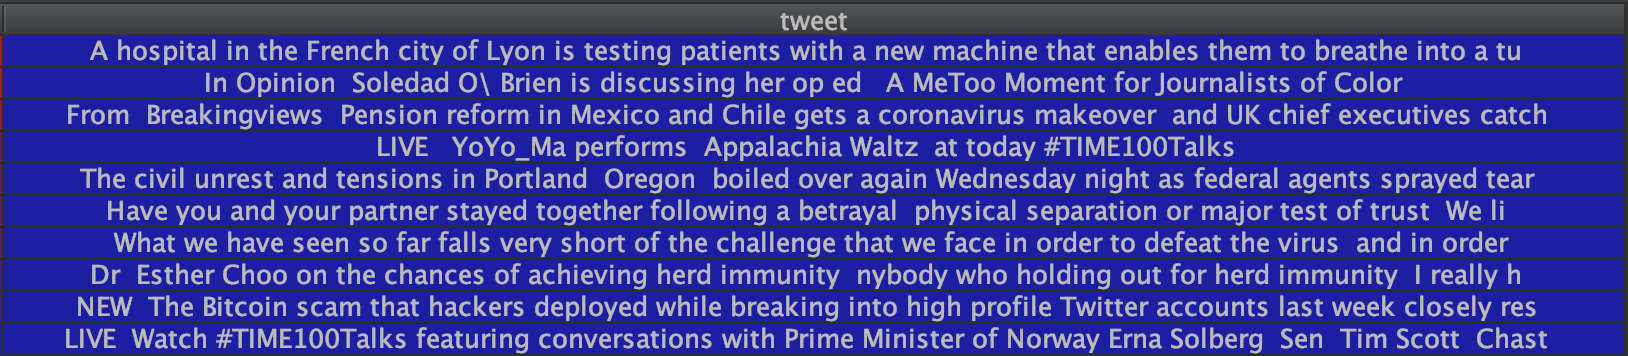 tweet
A hospital in the French city of Lyon is testing patients with a new machine that enables them to breathe into a tu
In Opinion  Soledad O\ Brien is discussing her op ed   A MeToo Moment for Journalists of Color
From  Breakingviews  Pension reform in Mexico and Chile gets a coronavirus makeover  and UK chief executives catch
LIVE   YoYo_Ma performs  Appalachia Waltz  at today #TIME100Talks
The civil unrest and tensions in Portland  Oregon  boiled over again Wednesday night as federal agents sprayed tear
Have you and your partner stayed together following a betrayal  physical separation or major test of trust  We li
What we have seen so far falls very short of the challenge that we face in order to defeat the virus  and in order
Dr  Esther Choo on the chances of achieving herd immunity  nybody who holding out for herd immunity  I really h
NEW  The Bitcoin scam that hackers deployed while breaking into high profile Twitter accounts last week closely res
LIVE  Watch #TIME100Talks featuring conversations with Prime Minister of Norway Erna Solberg  Sen  Tim Scott  Chast